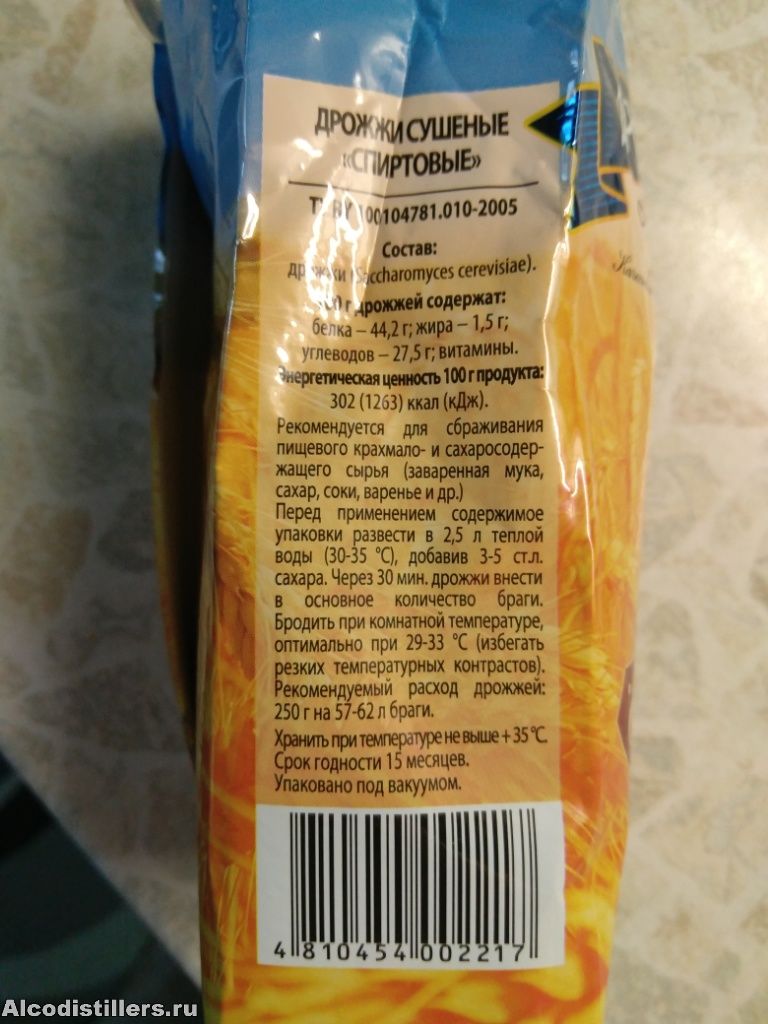 ДРОЖЖИ СУШЕНЫЕ
«СПИРТОВЫЕ»
ТУ BY 100104781.010-2005
Состав:
дрожжи (Saccharomyces cerevisiae).
100 г дрожжей содержат:
белка – 44,2 г; жира – 1,5 г;
углеводов – 27,5 г; витамины.
Энергетическая ценность 100 г продукта:
302 (1263) ккал (кДж).
Рекомендуется для сбраживания
пищевого крахмало- и сахаросодер-
жащего сырья (заваренная мука,
сахар, соки, варенье и др.)
Перед применением содержимое
упаковки развести в 2,5 л теплой
воды (30-35 °С), добавив 3-5 ст.л.
сахара. Через 30 мин. дрожжи внести
в основное количество браги.
Бродить при комнатной температуре,
оптимально при 29-33 °С (избегать
резких температурных контрастов).
Рекомендуемый расход дрожжей:
250 г на 57-62 л браги.
Хранить при температуре не выше + 35 °С.
Срок годности 15 месяцев.
Упаковано под вакуумом.
4 810454 002217
Alcodistillers.ru